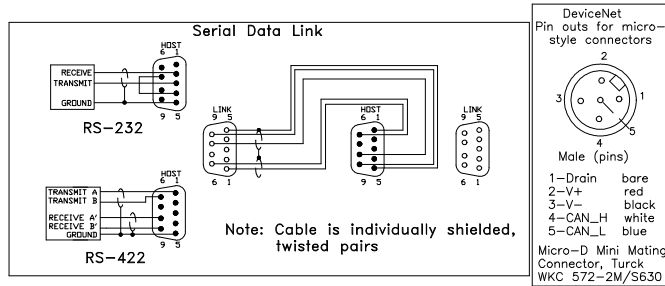 Serial Data Link
HOST
6 1
RECEIVE
TRANSMIT
GROUND
9 5
RS-232
LINK
9 5
6 1
HOST
6 1
9 5
LINK
9 5
6 1
HOST
6 1
TRANSMIT A
TRANSMIT B
RECEIVE A'
RECEIVE B'
GROUND
9 5
RS-422
Note: Cable is individually shielded,
twisted pairs
DeviceNet
Pin outs for micro-
style connectors
2
3 1
4 5
Male (pins)
1-Drain bare
2-V+ red
3-V- black
4-CAN_H white
5-CAN_L blue
Micro-D Mini Mating
Connector, Turck
WKC 572-2M/S630